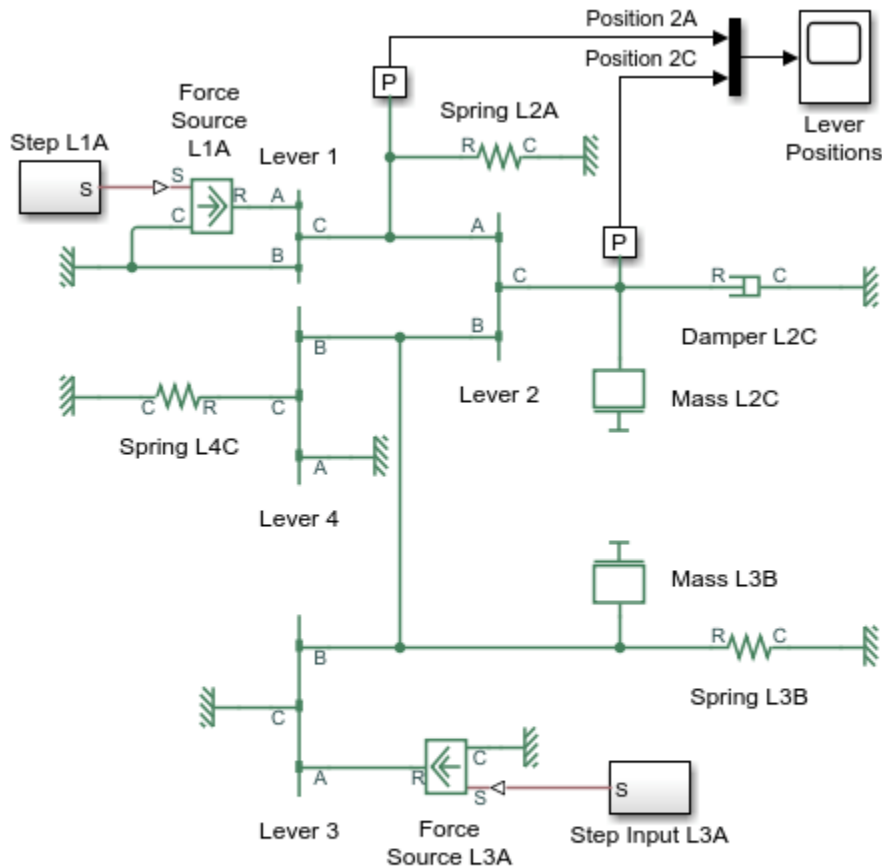 Position 2A
Position 2C
P
Force
Source
L1A
Spring L2A
R
C
Lever
Positions
Step L1A
S
S
C
R
Lever 1
A
C
B
A
C
B
P
R
C
Damper L2C
Lever 2
Mass L2C
B
C
R
C
A
Spring L4C
Lever 4
Mass L3B
B
C
A
R
C
Spring L3B
R
C
S
S
Lever 3
Force
Source L3A
Step Input L3A